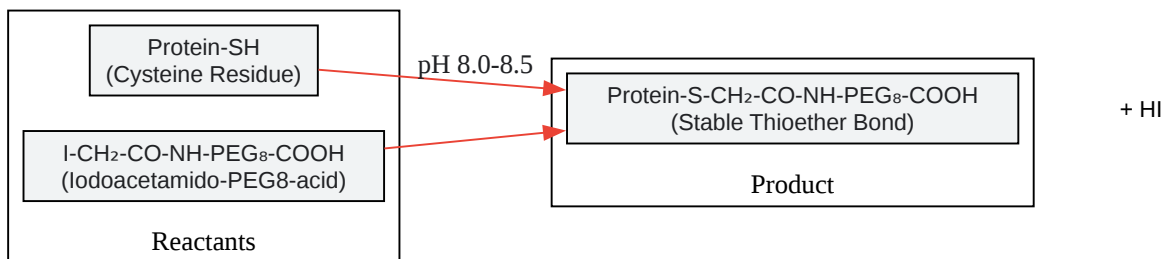 Protein-SH
(Cysteine Residue)
I-CH₂-CO-NH-PEG₈-COOH
(Iodoacetamido-PEG8-acid)
Reactants
pH 8.0-8.5
Protein-S-CH₂-CO-NH-PEG₈-COOH
(Stable Thioether Bond)
Product
+ HI